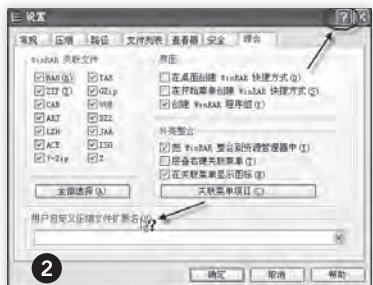 设置
常规 压缩 路径 文件列表 查看器 安全 综合
WinRAR 关联文件
RAR(R) TAR
ZIP(Z) GZip
CAB UUE
ARJ BZ2
LZH JAR
ACE ISO
7-Zip Z
全部选择(A)
界面
在桌面创建 WinRAR 快捷方式(D)
在开始菜单创建 WinRAR 快捷方式(S)
创建 WinRAR 程序组(P)
外壳整合
把 WinRAR 整合到资源管理器中(I)
层叠右键关联菜单(T)
在关联菜单显示图标(N)
关联菜单项目(C)...
用户自定义压缩文件扩展名
?
2
确定 取消 帮助